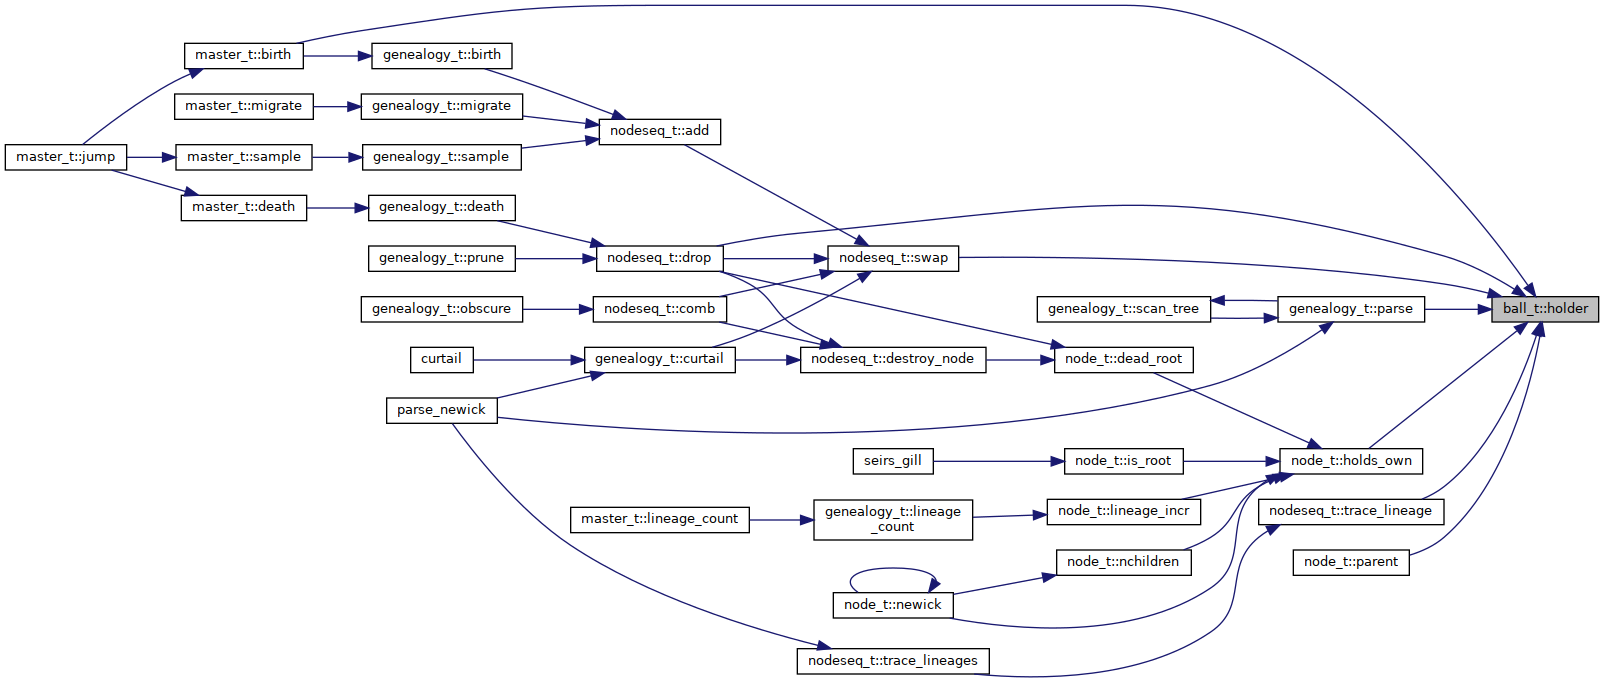 master_t::birth
genealogy_t::birth
master_t::migrate
genealogy_t::migrate
nodeseq_t::add
master_t::jump
master_t::sample
genealogy_t::sample
master_t::death
genealogy_t::death
genealogy_t::prune
nodeseq_t::drop
nodeseq_t::swap
genealogy_t::obscure
nodeseq_t::comb
genealogy_t::scan_tree
genealogy_t::parse
ball_t::holder
curtail
genealogy_t::curtail
nodeseq_t::destroy_node
node_t::dead_root
parse_newick
seirs_gill
node_t::is_root
node_t::holds_own
master_t::lineage_count
genealogy_t::lineage
_count
node_t::lineage_incr
nodeseq_t::trace_lineage
node_t::nchildren
node_t::parent
node_t::newick
nodeseq_t::trace_lineages